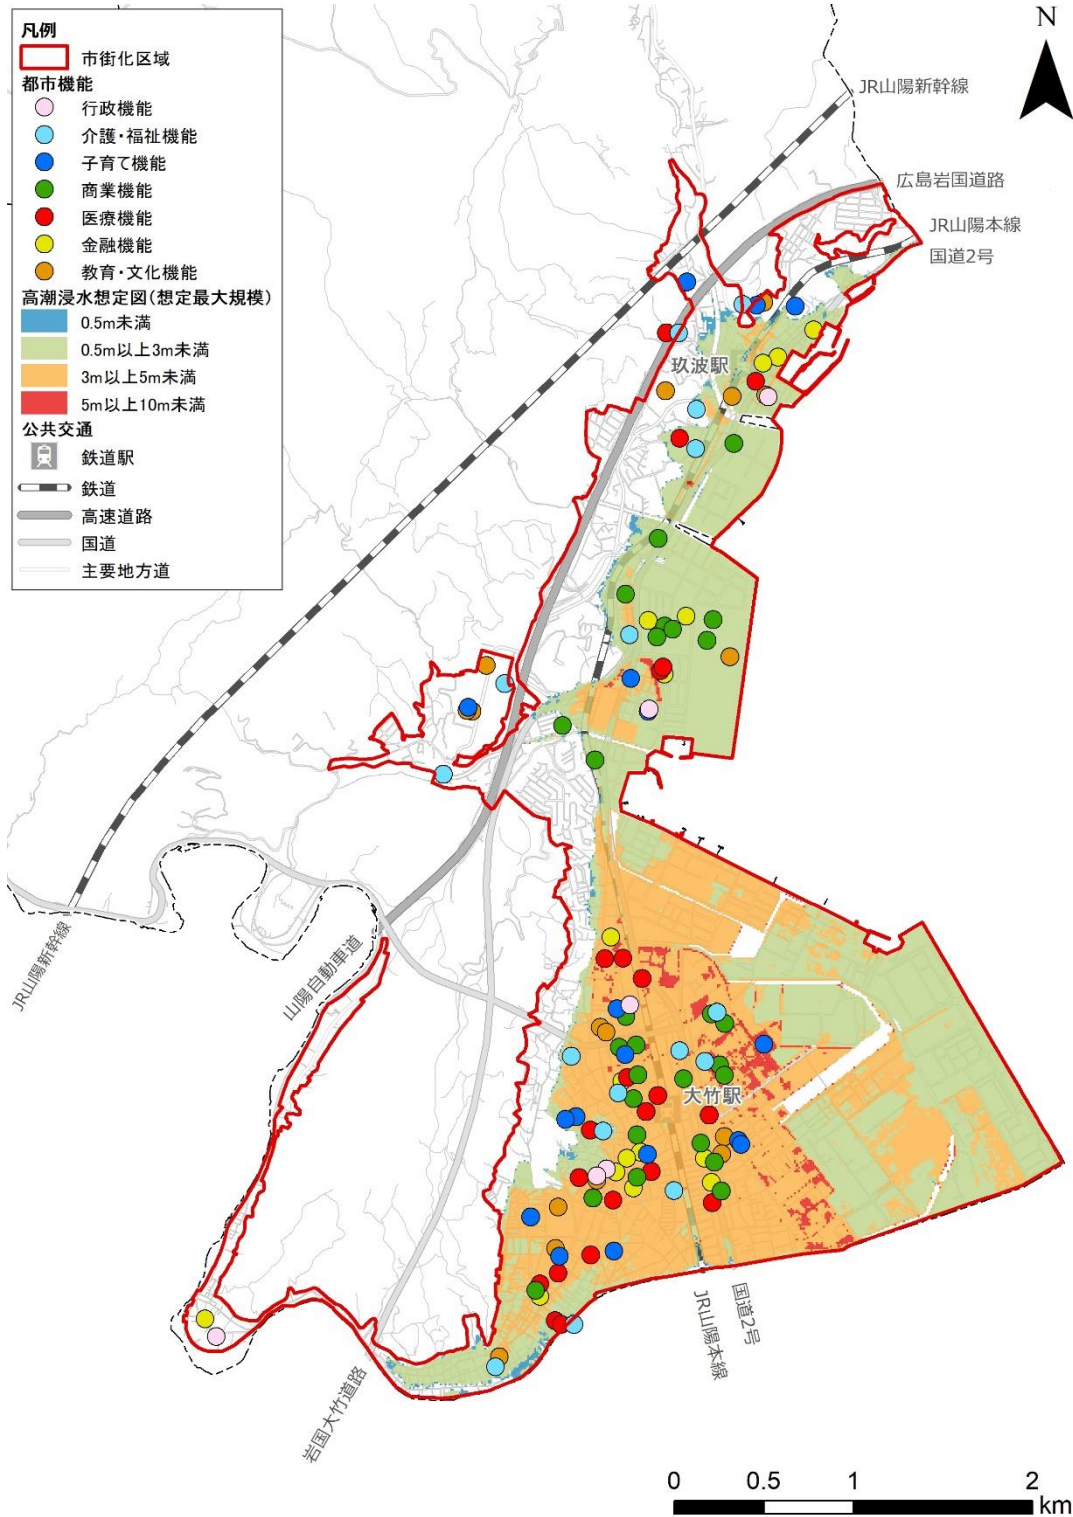 凡例
市街化区域
都市機能
行政機能
介護・福祉機能
子育て機能
商業機能
医療機能
金融機能
教育・文化機能
高潮浸水想定図(想定最大規模)
0.5m未満
0.5m以上3m未満
3m以上5m未満
5m以上10m未満
公共交通
鉄道駅
鉄道
高速道路
国道
主要地方道
N
JR山陽新幹線
広島岩国道路
JR山陽本線
国道2号
玖波駅
JR山陽新幹線
山陽自動車道
大竹駅
岩国大竹道路
JR山陽本線
国道2号
0 0.5 1 2
km